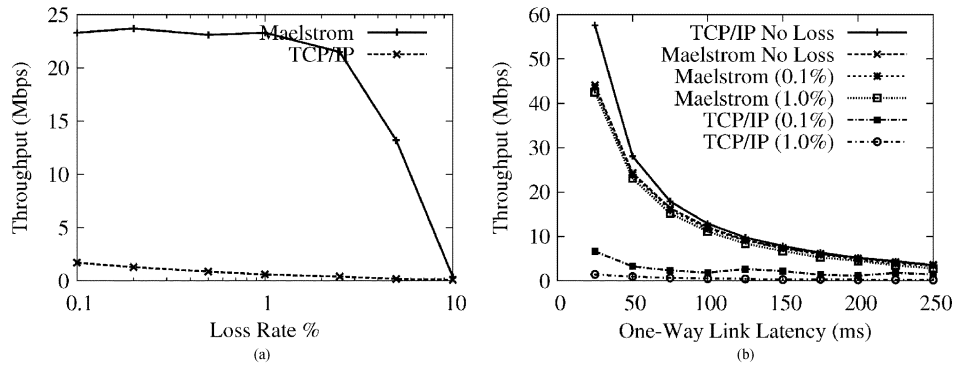 Throughput (Mbps)
25
20
15
10
5
0
0.1
1
10
Loss Rate %
Maelstrom
TCP/IP
(a)
Throughput (Mbps)
60
50
40
30
20
10
0
0
50
100
150
200
250
One-Way Link Latency (ms)
TCP/IP No Loss
Maelstrom No Loss
Maelstrom (0.1%)
Maelstrom (1.0%)
TCP/IP (0.1%)
TCP/IP (1.0%)
(b)